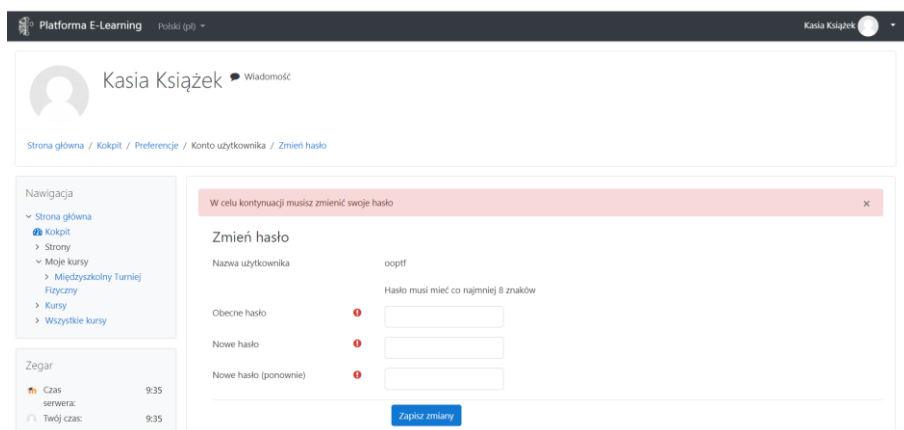 Platforma E-Learning Polski (pl) Kasia Książek
Kasia Książek Wiadomość
Strona główna / Kokpit / Preferencje / Konto użytkownika / Zmień hasło
Nawigacja
Strona główna
Kokpit
Strony
Moje kursy
Międzyszkolny Turniej
Fizyczny
Kursy
Wszystkie kursy
Zegar
Czas 9:35
serwera:
Twój czas: 9:35
W celu kontynuacji musisz zmienić swoje hasło ×
Zmień hasło
Nazwa użytkownika ooptf
Hasło musi mieć co najmniej 8 znaków
Obecne hasło
Nowe hasło
Nowe hasło (ponownie)
Zapisz zmiany